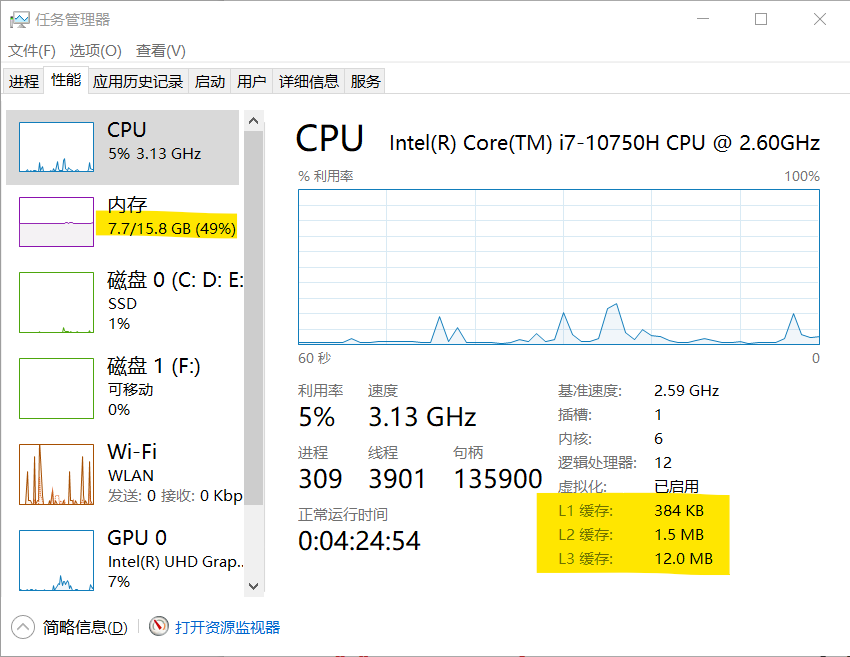 任务管理器
文件(F) 选项(O) 查看(V)
进程 性能 应用历史记录 启动 用户 详细信息 服务
CPU
5% 3.13 GHz
内存
7.7/15.8 GB (49%)
磁盘 0 (C: D: E:
SSD
1%
磁盘 1 (F:)
可移动
0%
Wi-Fi
WLAN
发送: 0 接收: 0 Kbp
GPU 0
Intel(R) UHD Grap..
7%
CPU Intel(R) Core(TM) i7-10750H CPU @ 2.60GHz
% 利用率 100%
60 秒 0
利用率 速度
5% 3.13 GHz
进程 线程 句柄
309 3901 135900
正常运行时间
0:04:24:54
基准速度: 2.59 GHz
插槽: 1
内核: 6
逻辑处理器: 12
虚拟化: 已启用
L1 缓存: 384 KB
L2 缓存: 1.5 MB
L3 缓存: 12.0 MB
简略信息(D) 打开资源监视器